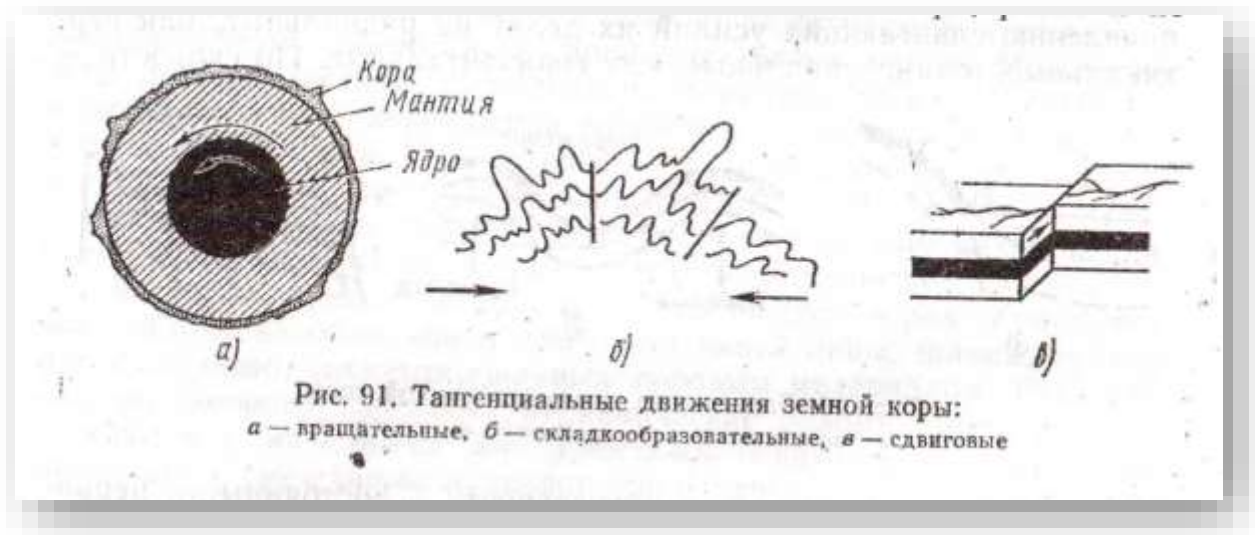 Кора
Мантия
Ядро
а)
б)
в)
Рис. 91. Тангенциальные движения земной коры:
а — вращательные, б — складкообразовательные, в — сдвиговые